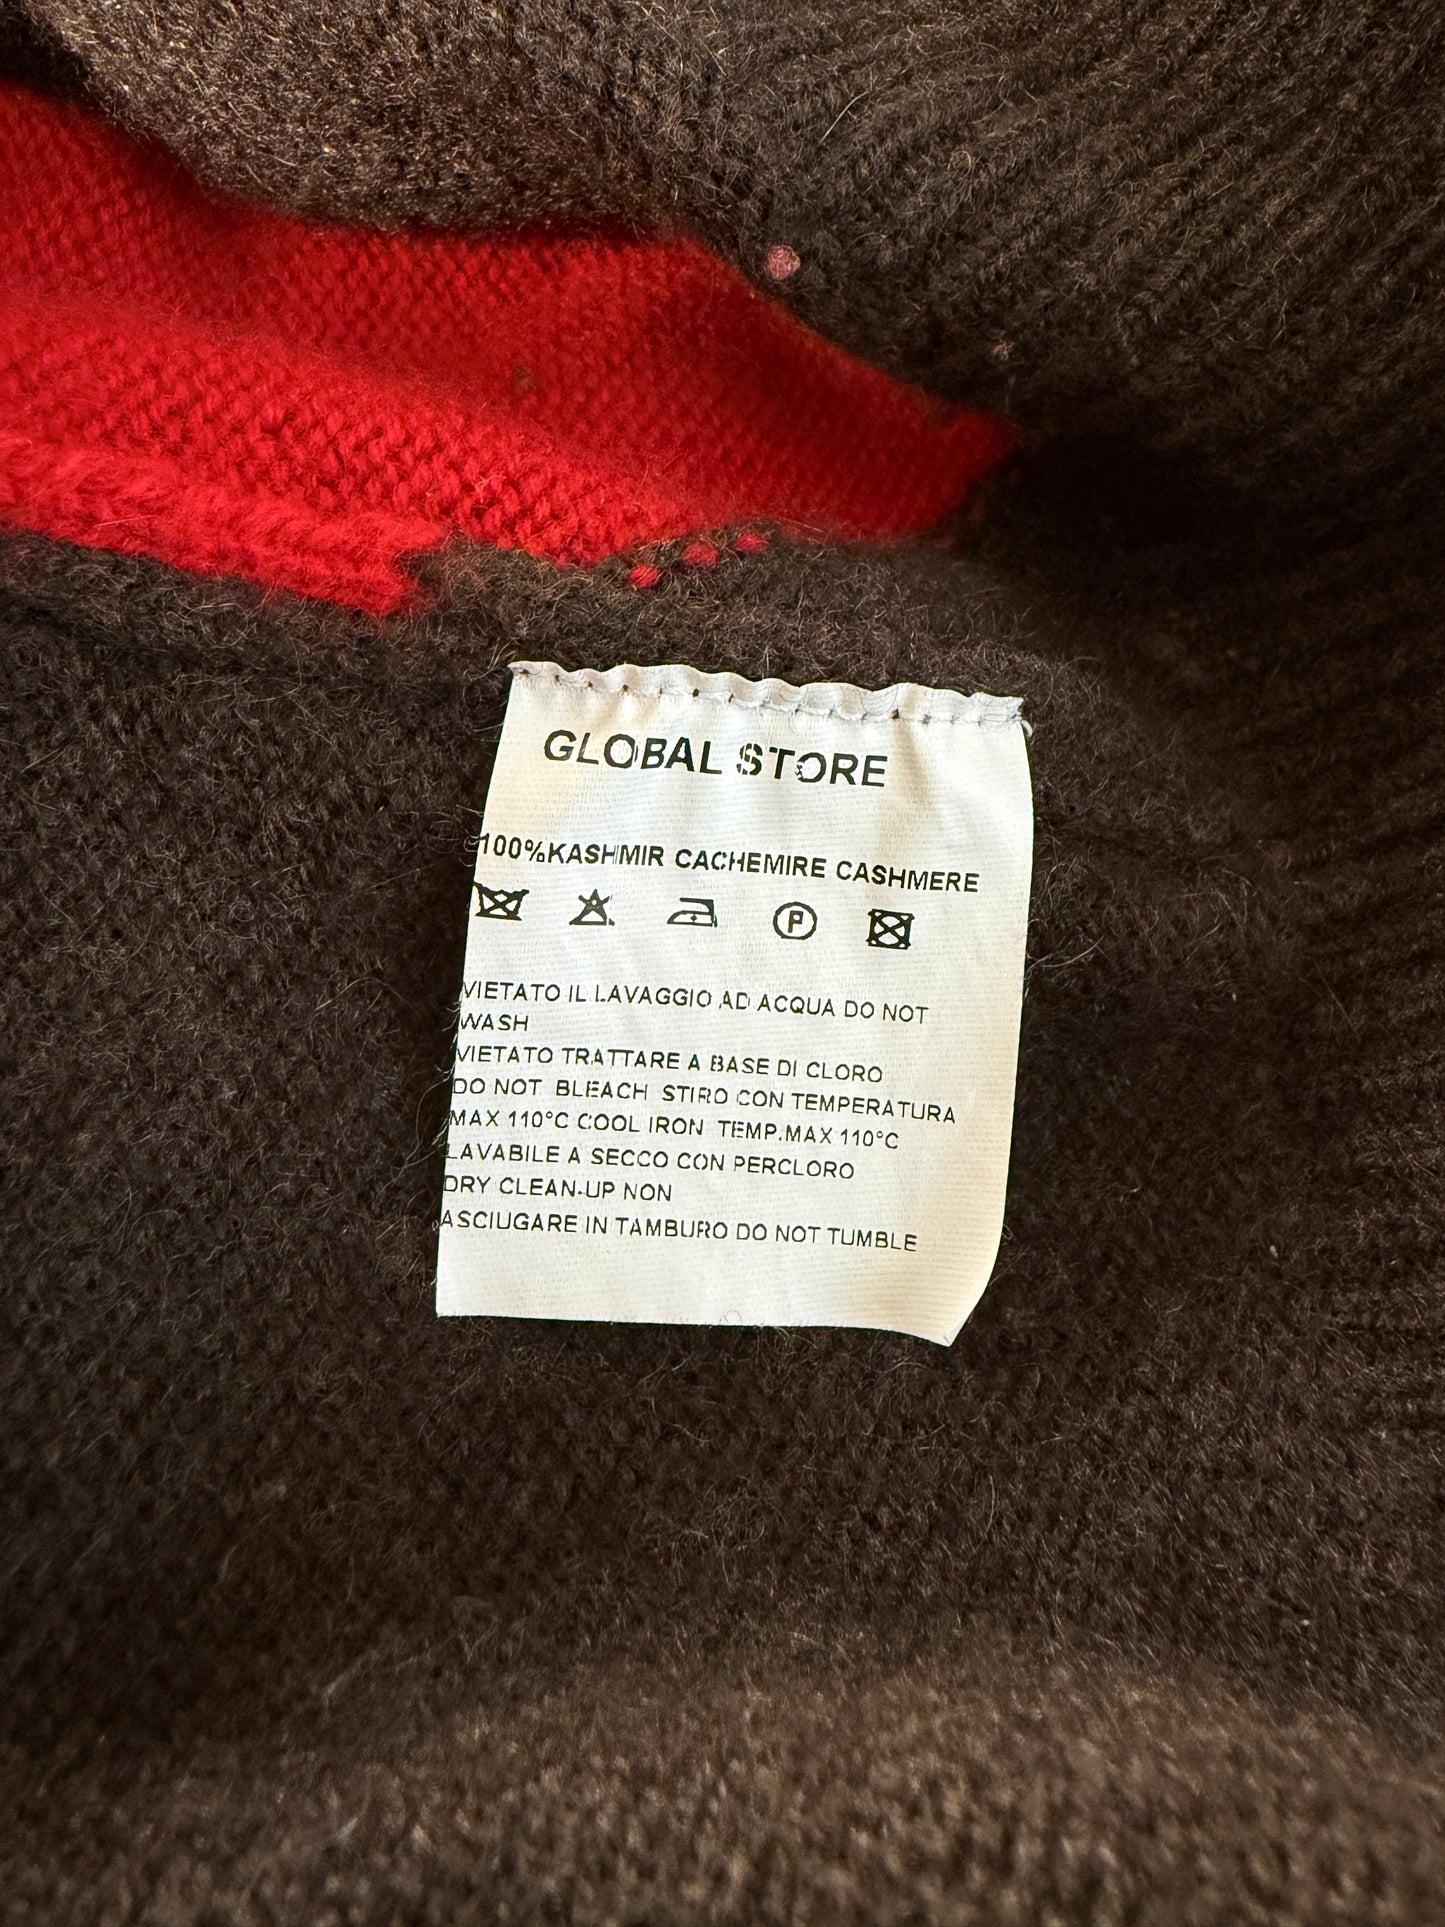 GLOBAL STORE
100%KASHMIR CACHEMIRE CASHMERE
P
VIETATO IL LAVAGGIO AD ACQUA DO NOT
WASH
VIETATO TRATTARE A BASE DI CLORO
DO NOT BLEACH STIRO CON TEMPERATURA
MAX 110°C COOL IRON TEMP.MAX 110°C
LAVABILE A SECCO CON PERCLORO
DRY CLEAN-UP NON
ASCIUGARE IN TAMBURO DO NOT TUMBLE